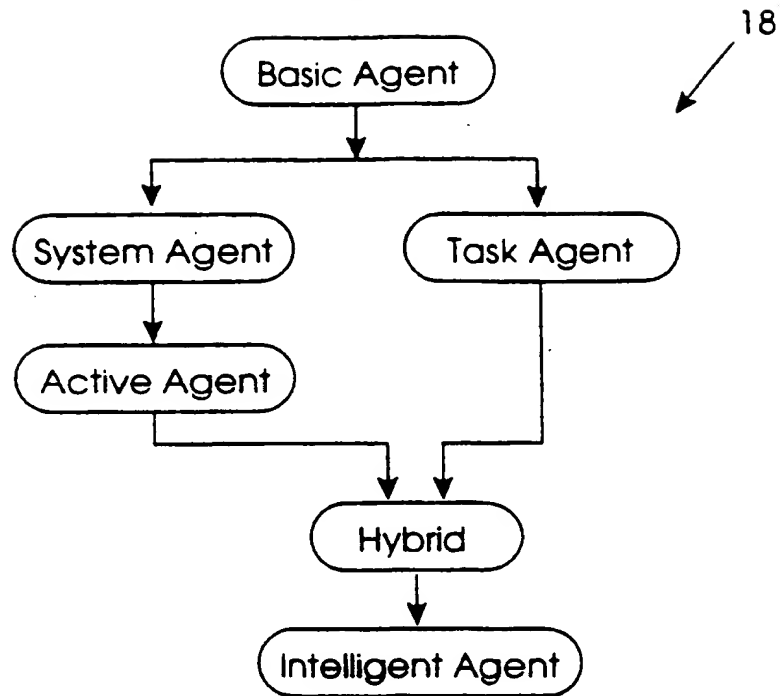 18
Basic Agent
System Agent
Task Agent
Active Agent
Hybrid
Intelligent Agent